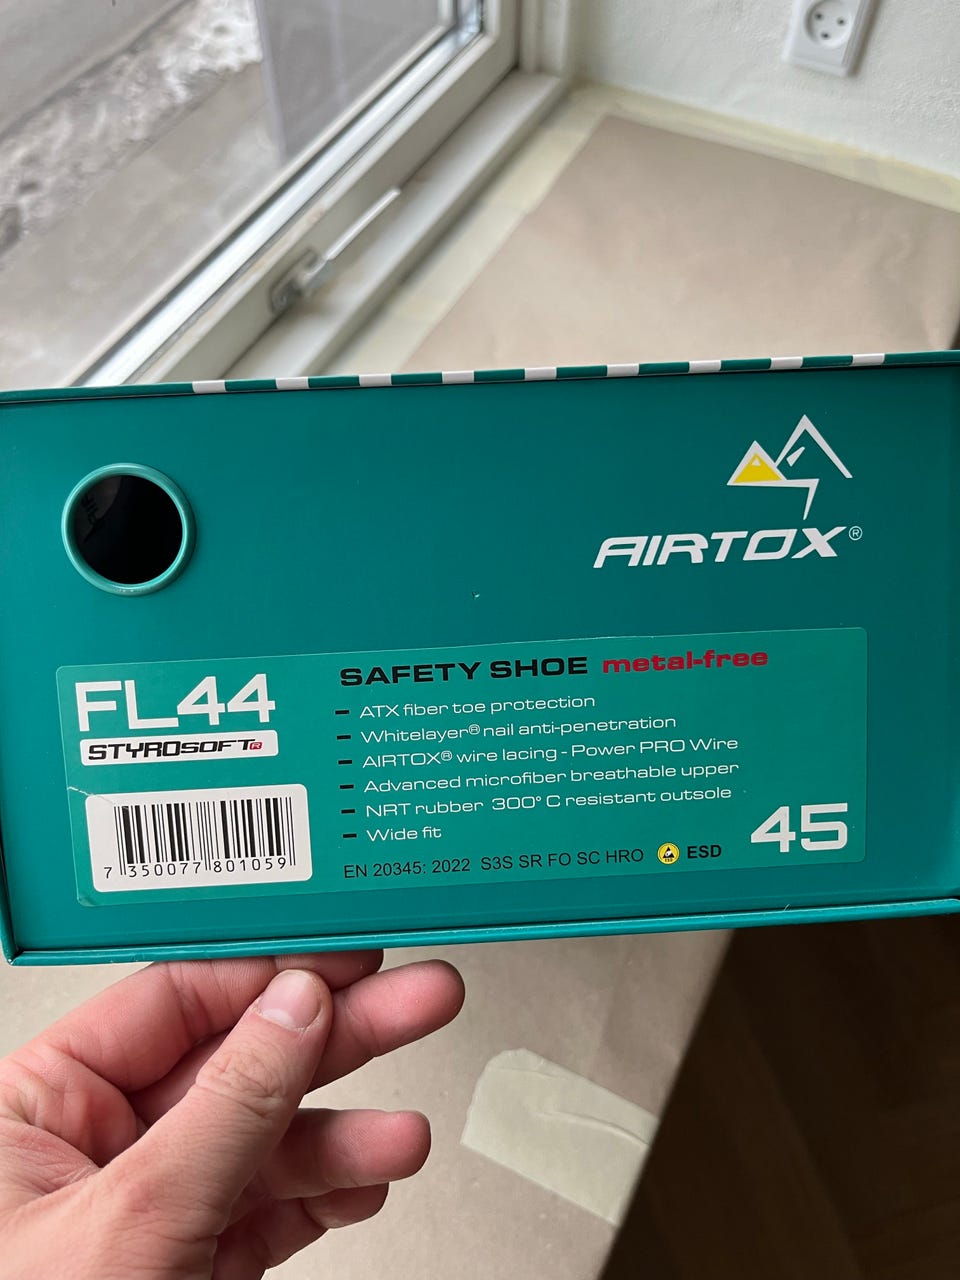 AIRTOX®
FL44
STYROSOFT®
SAFETY SHOE metal-free
- ATX fiber toe protection
- Whitelayer® nail anti-penetration
- AIRTOX® wire lacing - Power PRO Wire
- Advanced microfiber breathable upper
- NRT rubber 300° C resistant outsole
- Wide fit
7 350077 801059
EN 20345: 2022 S3S SR FO SC HRO ESD
45